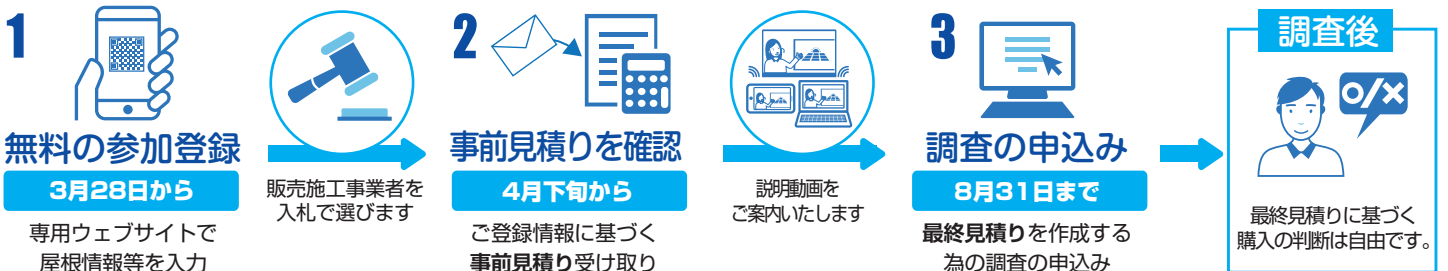 1
無料の参加登録
3月28日から
専用ウェブサイトで
屋根情報等を入力
販売施工事業者を
入札で選びます
2
事前見積りを確認
4月下旬から
ご登録情報に基づく
事前見積り受け取り
説明動画を
ご案内いたします
3
調査の申込み
8月31日まで
最終見積りを作成する
為の調査の申込み
調査後
o/×
最終見積りに基づく
購入の判断は自由です。